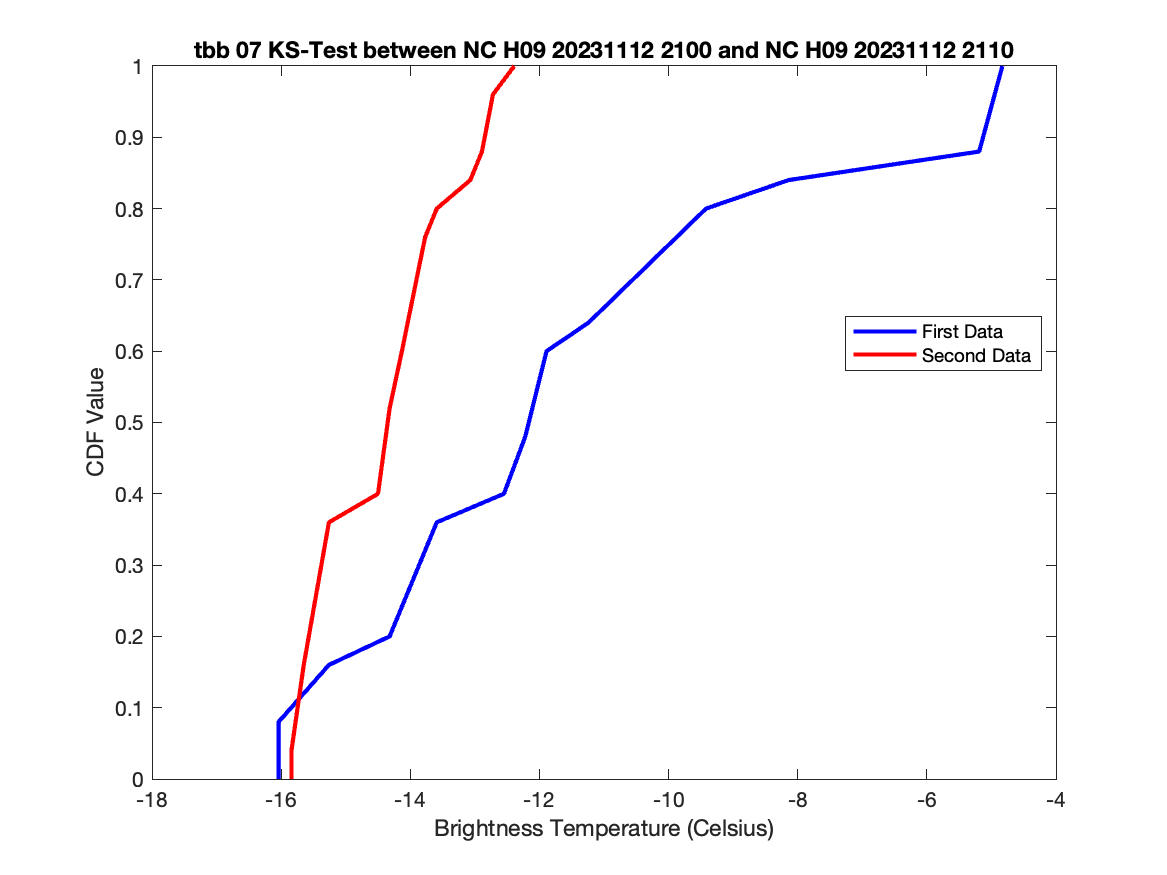 tbb 07 KS-Test between NC H09 20231112 2100 and NC H09 20231112 2110
1
0.9
0.8
0.7
0.6
0.5
0.4
0.3
0.2
0.1
0
CDF Value
First Data
Second Data
-18 -16 -14 -12 -10 -8 -6 -4
Brightness Temperature (Celsius)